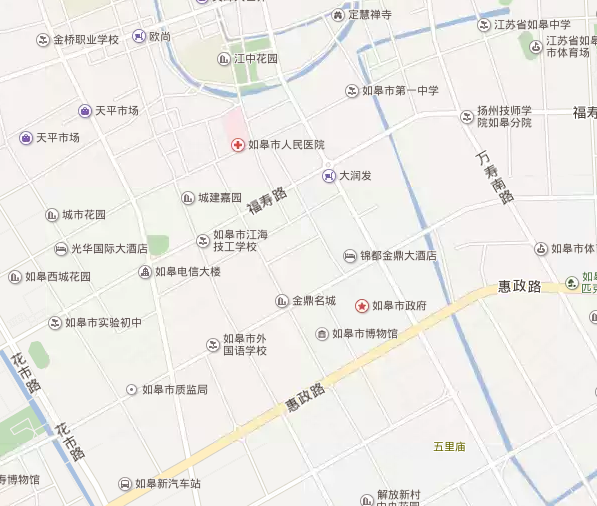 定慧禅寺
江苏省如皋中学
金桥职业学校
欧尚
江苏省如皋
市体育场
江中花园
如皋市第一中学
天平市场
扬州技师学
院如皋分院
福寿
天平市场
如皋市人民医院
万寿南路
大润发
城建嘉园
福寿路
城市花园
如皋市江海
技工学校
光华国际大酒店
锦都金鼎大酒店
如皋市体
如皋西城花园
如皋电信大楼
惠政路
金鼎名城
如皋市政府
如皋市实验初中
如皋市博物馆
如皋市外
国语学校
花市路
如皋市质监局
惠政路
花市路
五里庙
寿博物馆
如皋新汽车站
解放新村